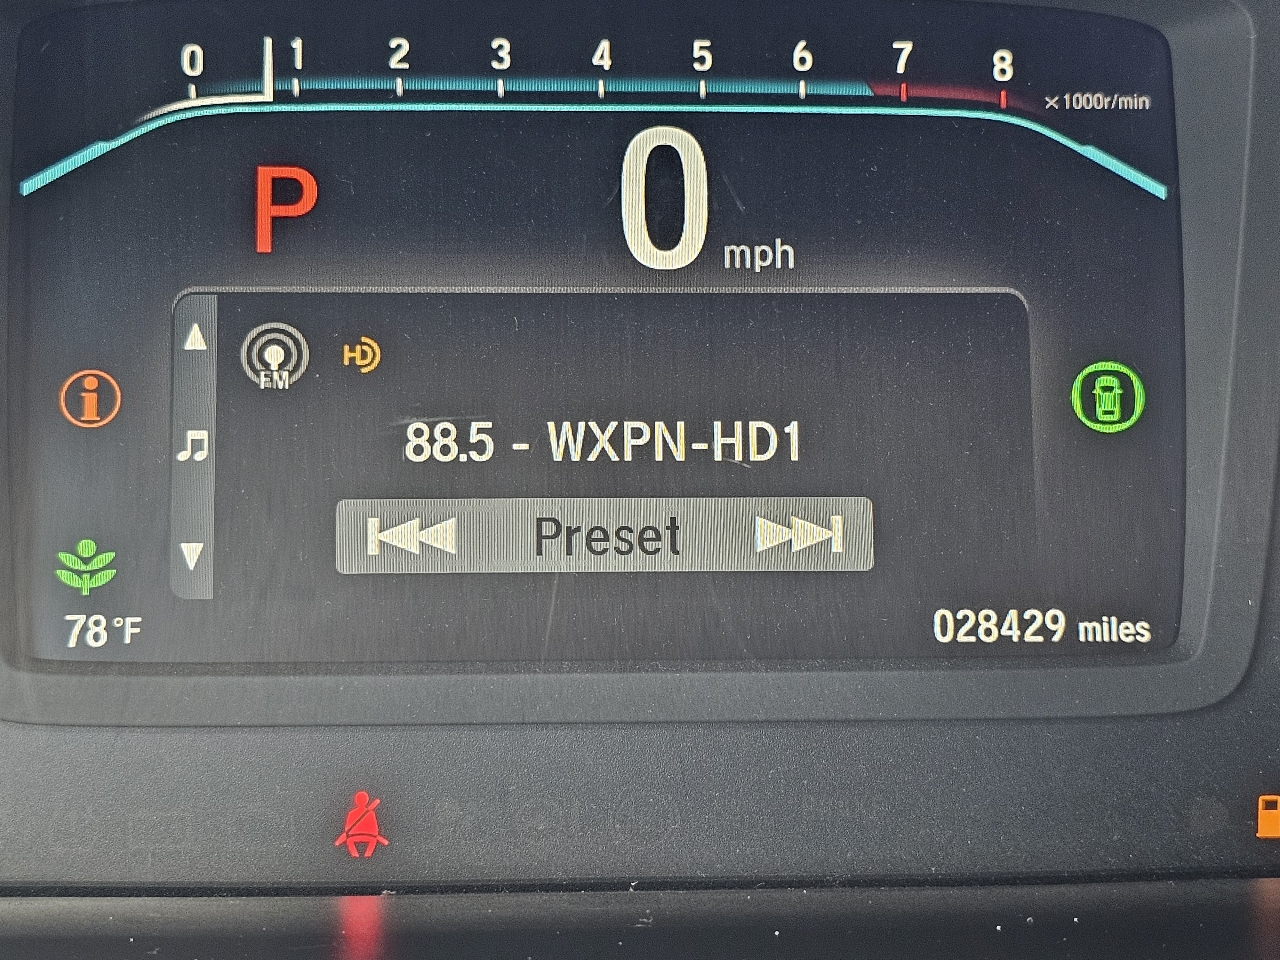 0 1 2 3 4 5 6 7 8
×1000r/min
P 0 mph
FM HD
88.5 - WXPN-HD1
Preset
78°F 028429 miles